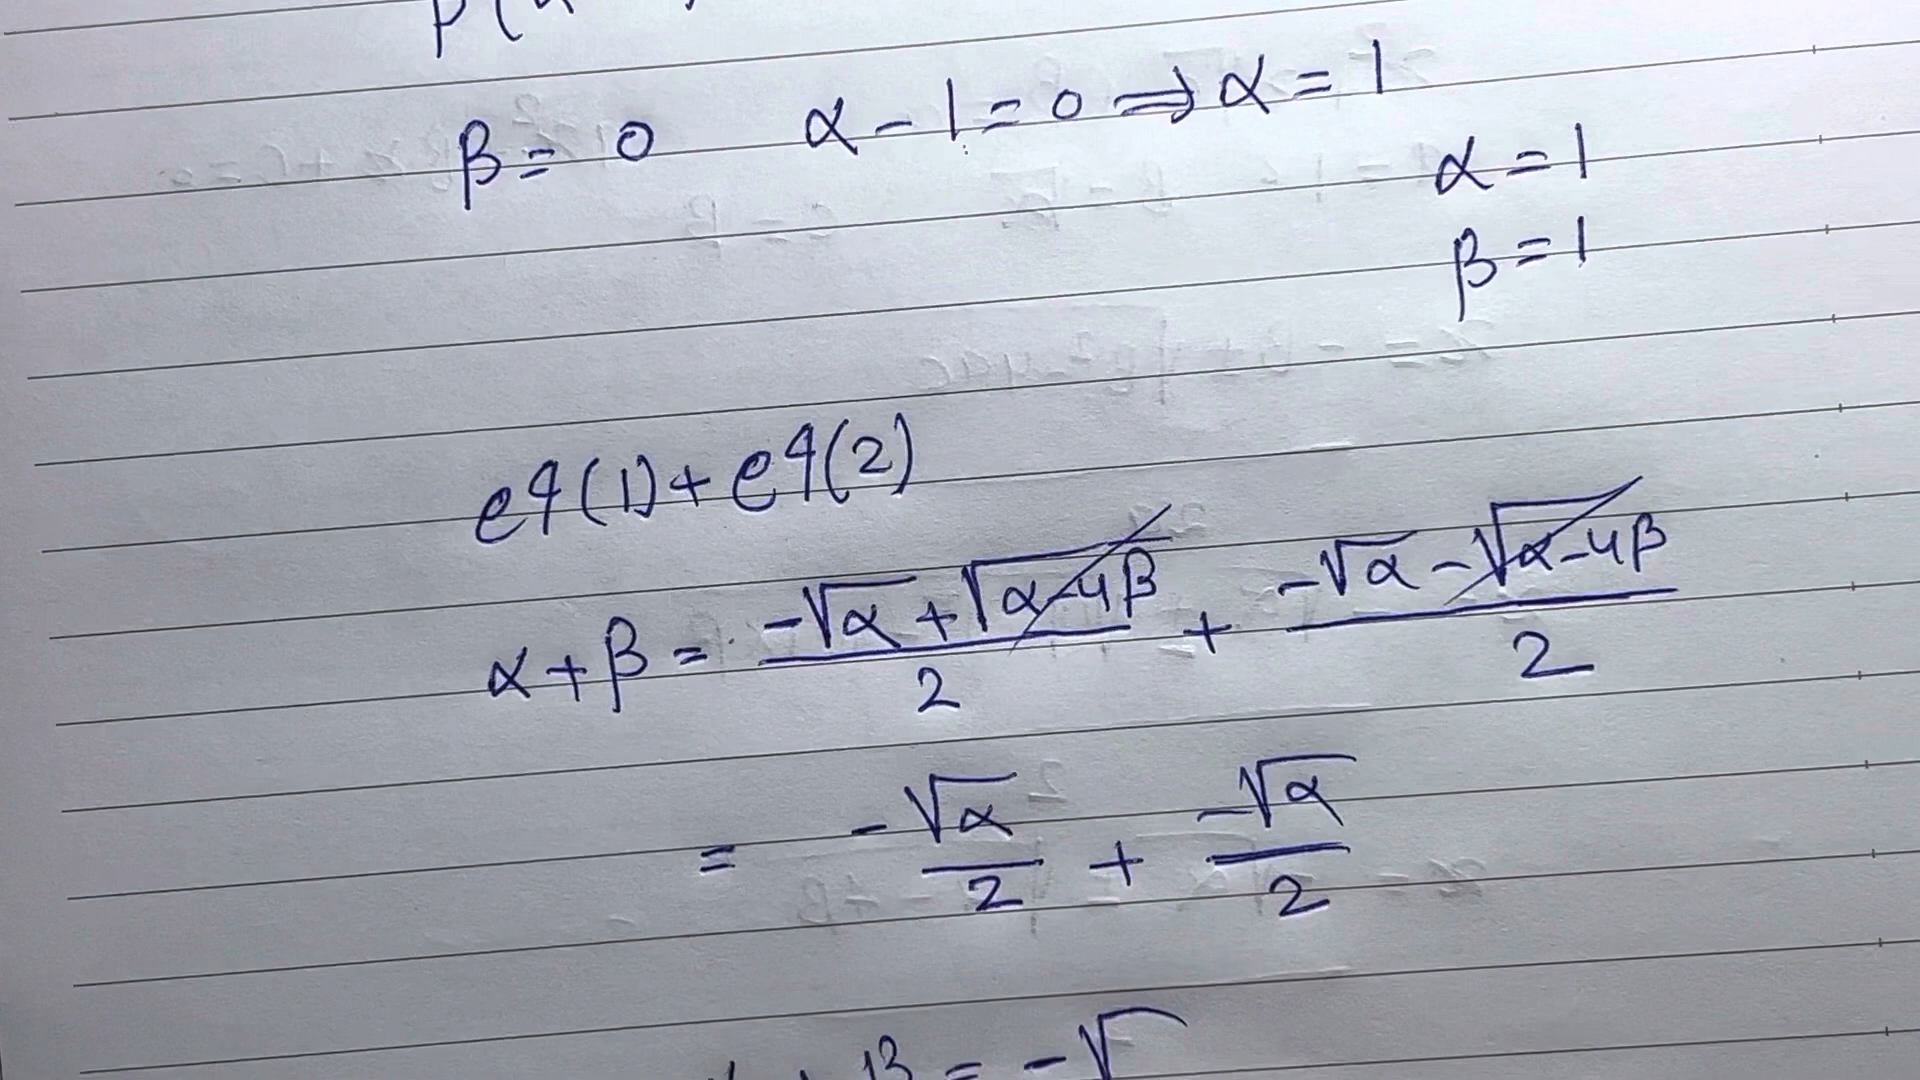 β(α
β = 0 α - 1 = 0 ⇒ α = 1
α = 1
β = 1
eq(1) + eq(2)
α + β = (-√α + √(α - 4β))/2 + (-√α - √(α - 4β))/2
= -√α/2 + -√α/2
β = -√